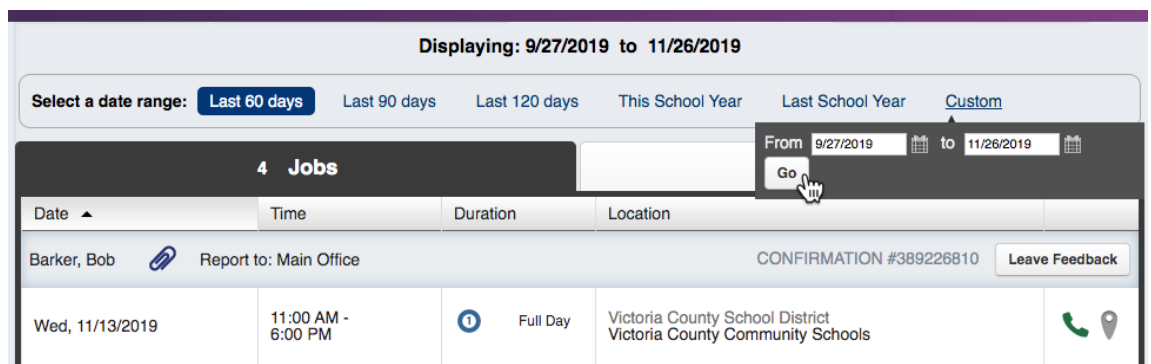 Displaying: 9/27/2019 to 11/26/2019
Select a date range: Last 60 days Last 90 days Last 120 days This School Year Last School Year Custom
From 9/27/2019 to 11/26/2019
Go
4 Jobs
Date Time Duration Location
Barker, Bob Report to: Main Office CONFIRMATION #389226810 Leave Feedback
Wed, 11/13/2019 11:00 AM - 1 Full Day Victoria County School District
6:00 PM Victoria County Community Schools